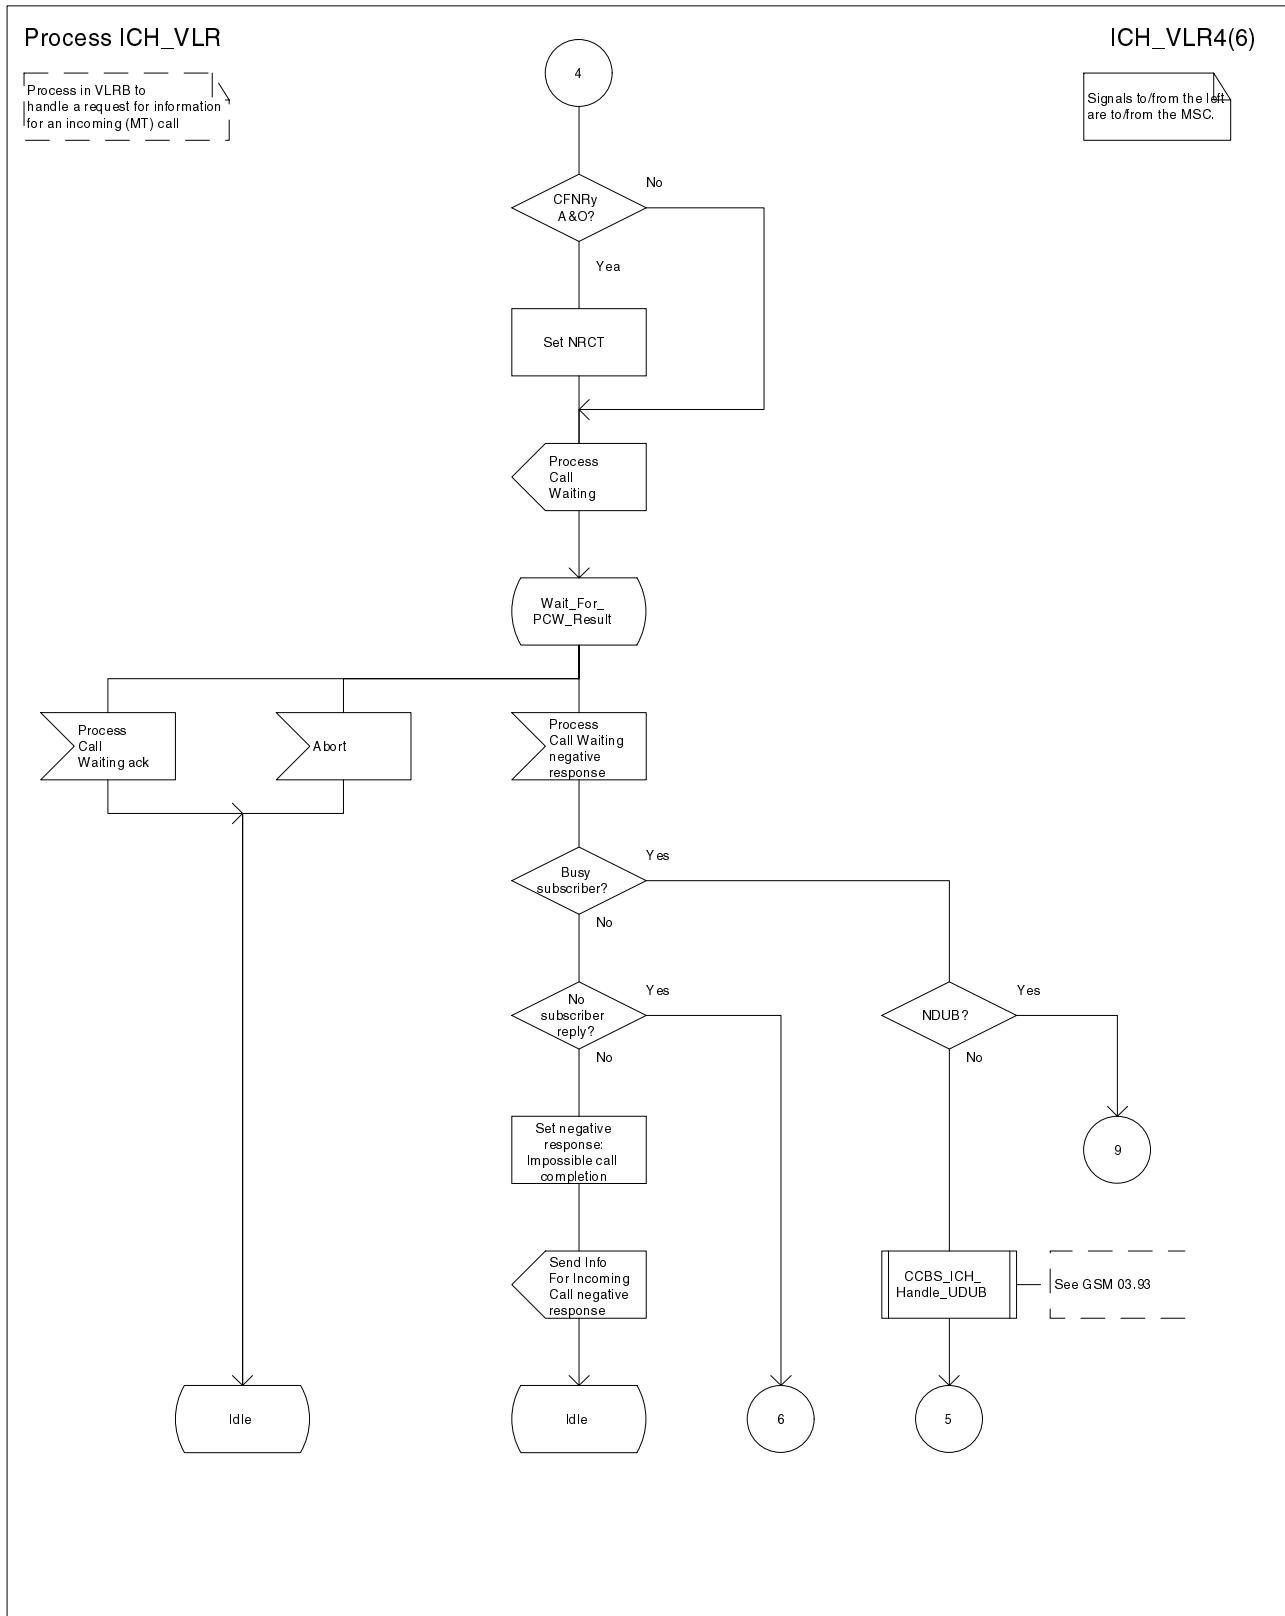 Process ICH_VLR
ICH_VLR4(6)
Process in VLRB to
handle a request for information
for an incoming (MT) call
Signals to/from the left
are to/from the MSC.
4
CFNRy
A&O?
No
Yea
Set NRCT
Process
Call
Waiting
Wait_For_
PCW_Result
Process
Call
Waiting ack
Abort
Process
Call Waiting
negative
response
Busy
subscriber?
Yes
No
No
subscriber
reply?
Yes
No
NDUB?
Yes
No
Set negative
response:
Impossible call
completion
9
Send Info
For Incoming
Call negative
response
CCBS_ICH_
Handle_UDUB
See GSM 03.93
Idle
Idle
6
5